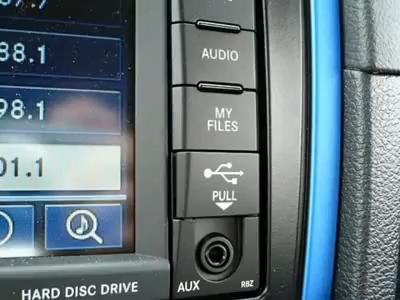 AUDIO
88.1
MY
FILES
98.1
01.1
PULL
HARD DISC DRIVE
AUX
RBZ